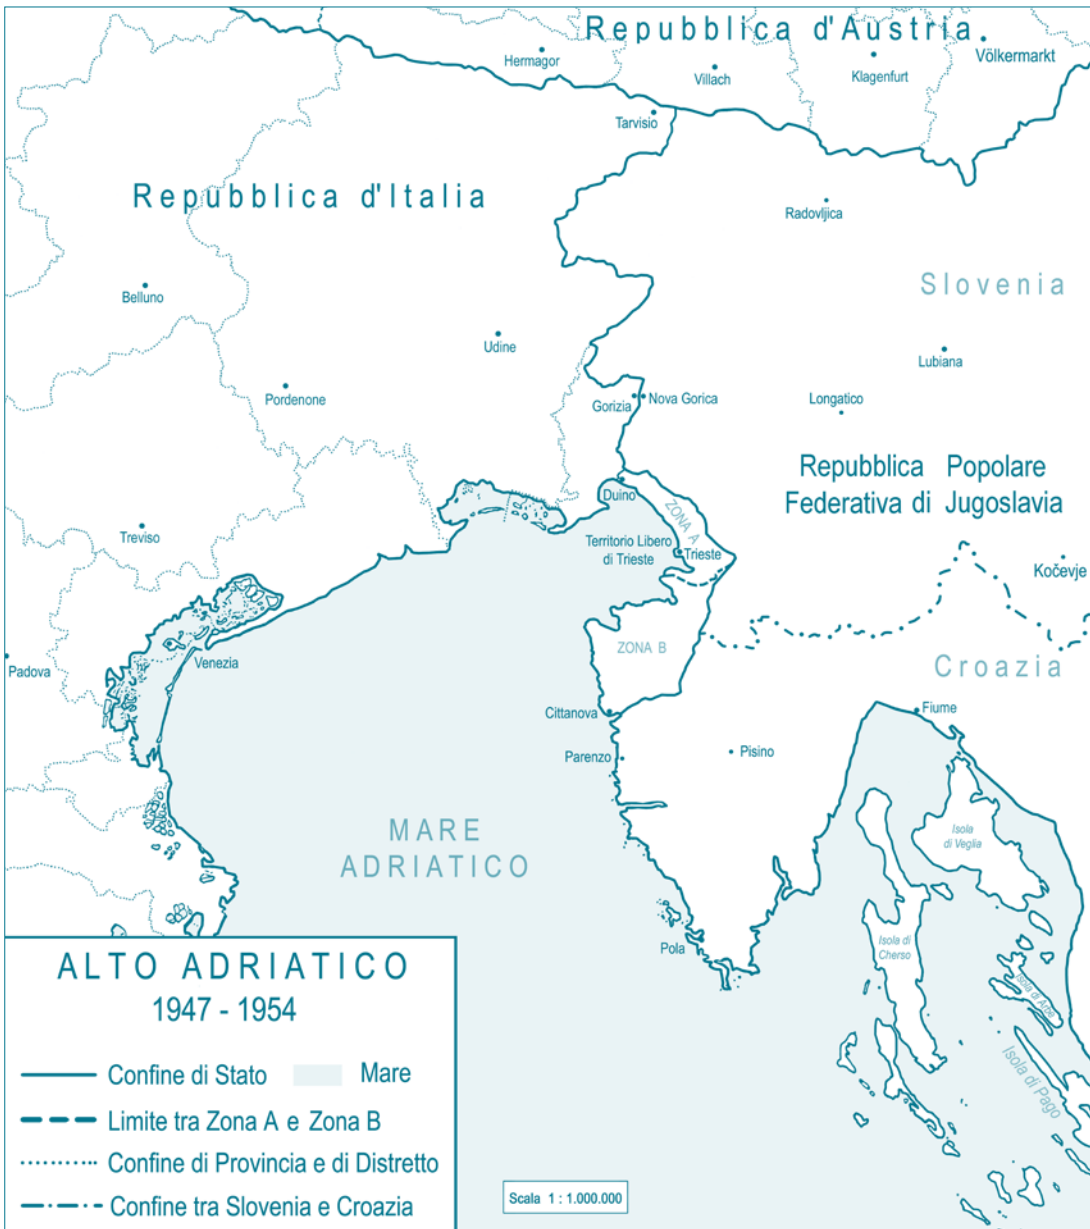 Repubblica d'Austria
Hermagor
Villach
Klagenfurt
Völkermarkt
Tarvisio
Repubblica d'Italia
Radovljica
Slovenia
Belluno
Udine
Lubiana
Pordenone
Gorizia
Nova Gorica
Longatico
Repubblica Popolare
Federativa di Jugoslavia
Duino
ZONA A
Treviso
Territorio Libero
di Trieste
Trieste
Kočevje
ZONA B
Venezia
Padova
Croazia
Cittanova
Fiume
Parenzo
Pisino
MARE
ADRIATICO
Isola
di Veglia
Pola
Isola di
Cherso
Isola di Arbe
Isola di Pago
ALTO ADRIATICO
1947 - 1954
Confine di Stato
Mare
Limite tra Zona A e Zona B
Confine di Provincia e di Distretto
Confine tra Slovenia e Croazia
Scala 1 : 1.000.000